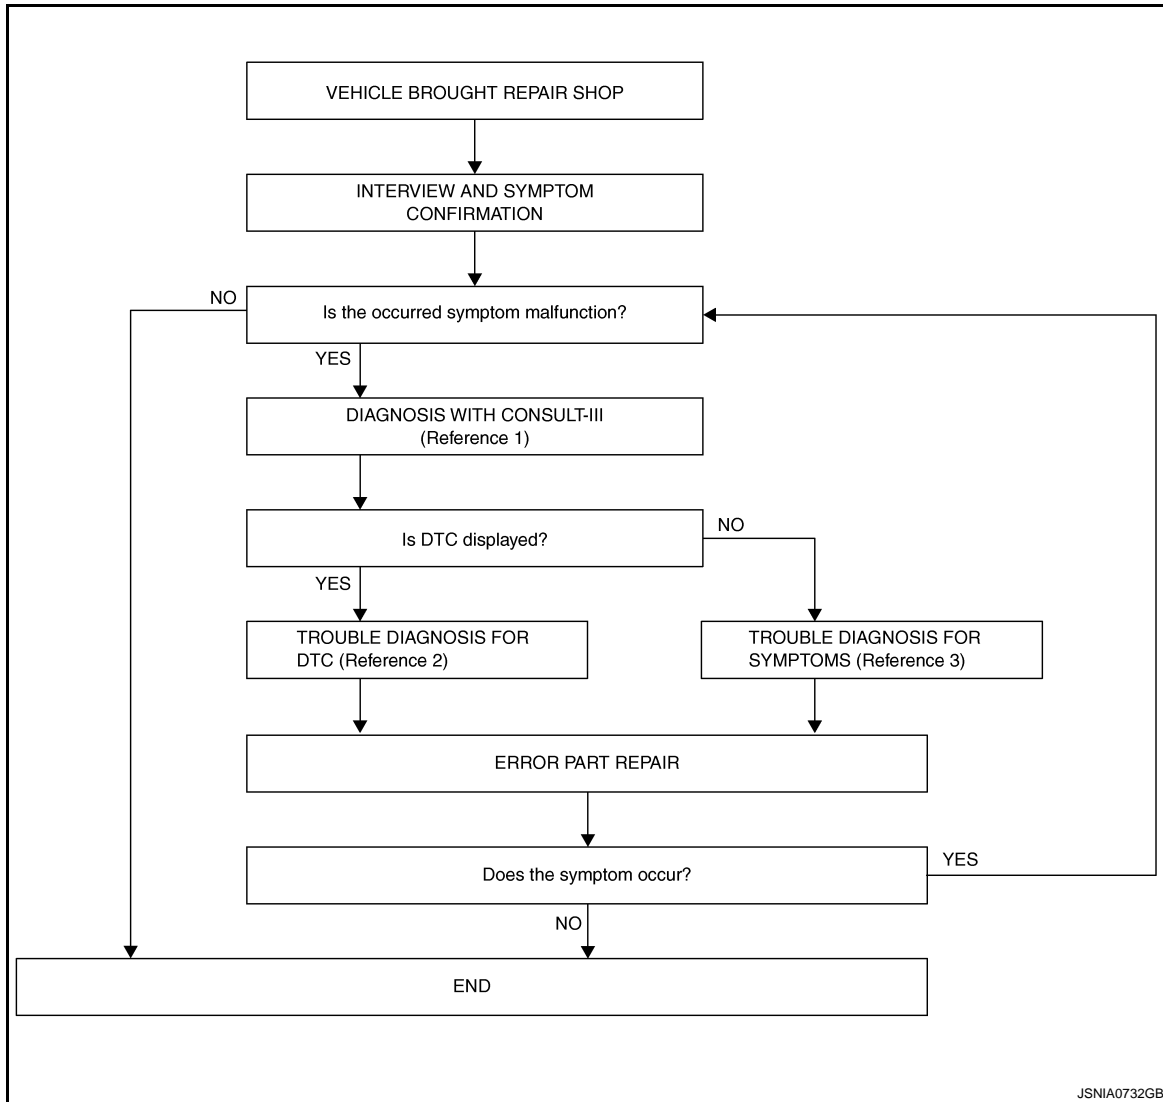 VEHICLE BROUGHT REPAIR SHOP
INTERVIEW AND SYMPTOM
CONFIRMATION
NO
Is the occurred symptom malfunction?
YES
DIAGNOSIS WITH CONSULT-III
(Reference 1)
Is DTC displayed?
NO
YES
TROUBLE DIAGNOSIS FOR
DTC (Reference 2)
TROUBLE DIAGNOSIS FOR
SYMPTOMS (Reference 3)
ERROR PART REPAIR
Does the symptom occur?
YES
NO
END
JSNIA0732GB